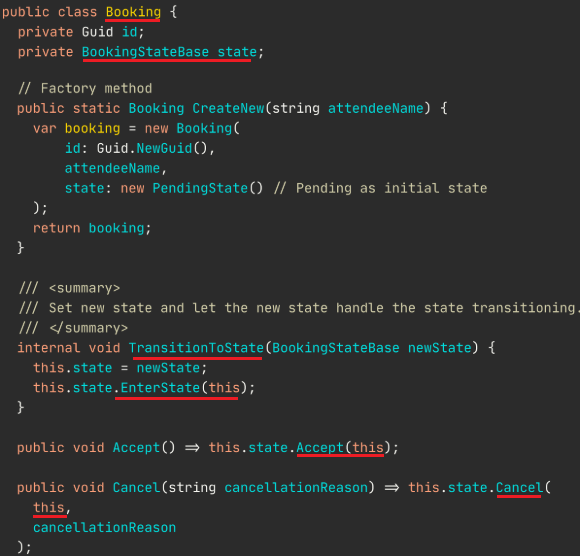 public class Booking {
private Guid id;
private BookingStateBase state;
// Factory method
public static Booking CreateNew(string attendeeName) {
var booking = new Booking(
id: Guid.NewGuid(),
attendeeName,
state: new PendingState() // Pending as initial state
);
return booking;
}
/// <summary>
/// Set new state and let the new state handle the state transitioning.
/// </summary>
internal void TransitionToState(BookingStateBase newState) {
this.state = newState;
this.state.EnterState(this);
}
public void Accept() => this.state.Accept(this);
public void Cancel(string cancellationReason) => this.state.Cancel(
this,
cancellationReason
);